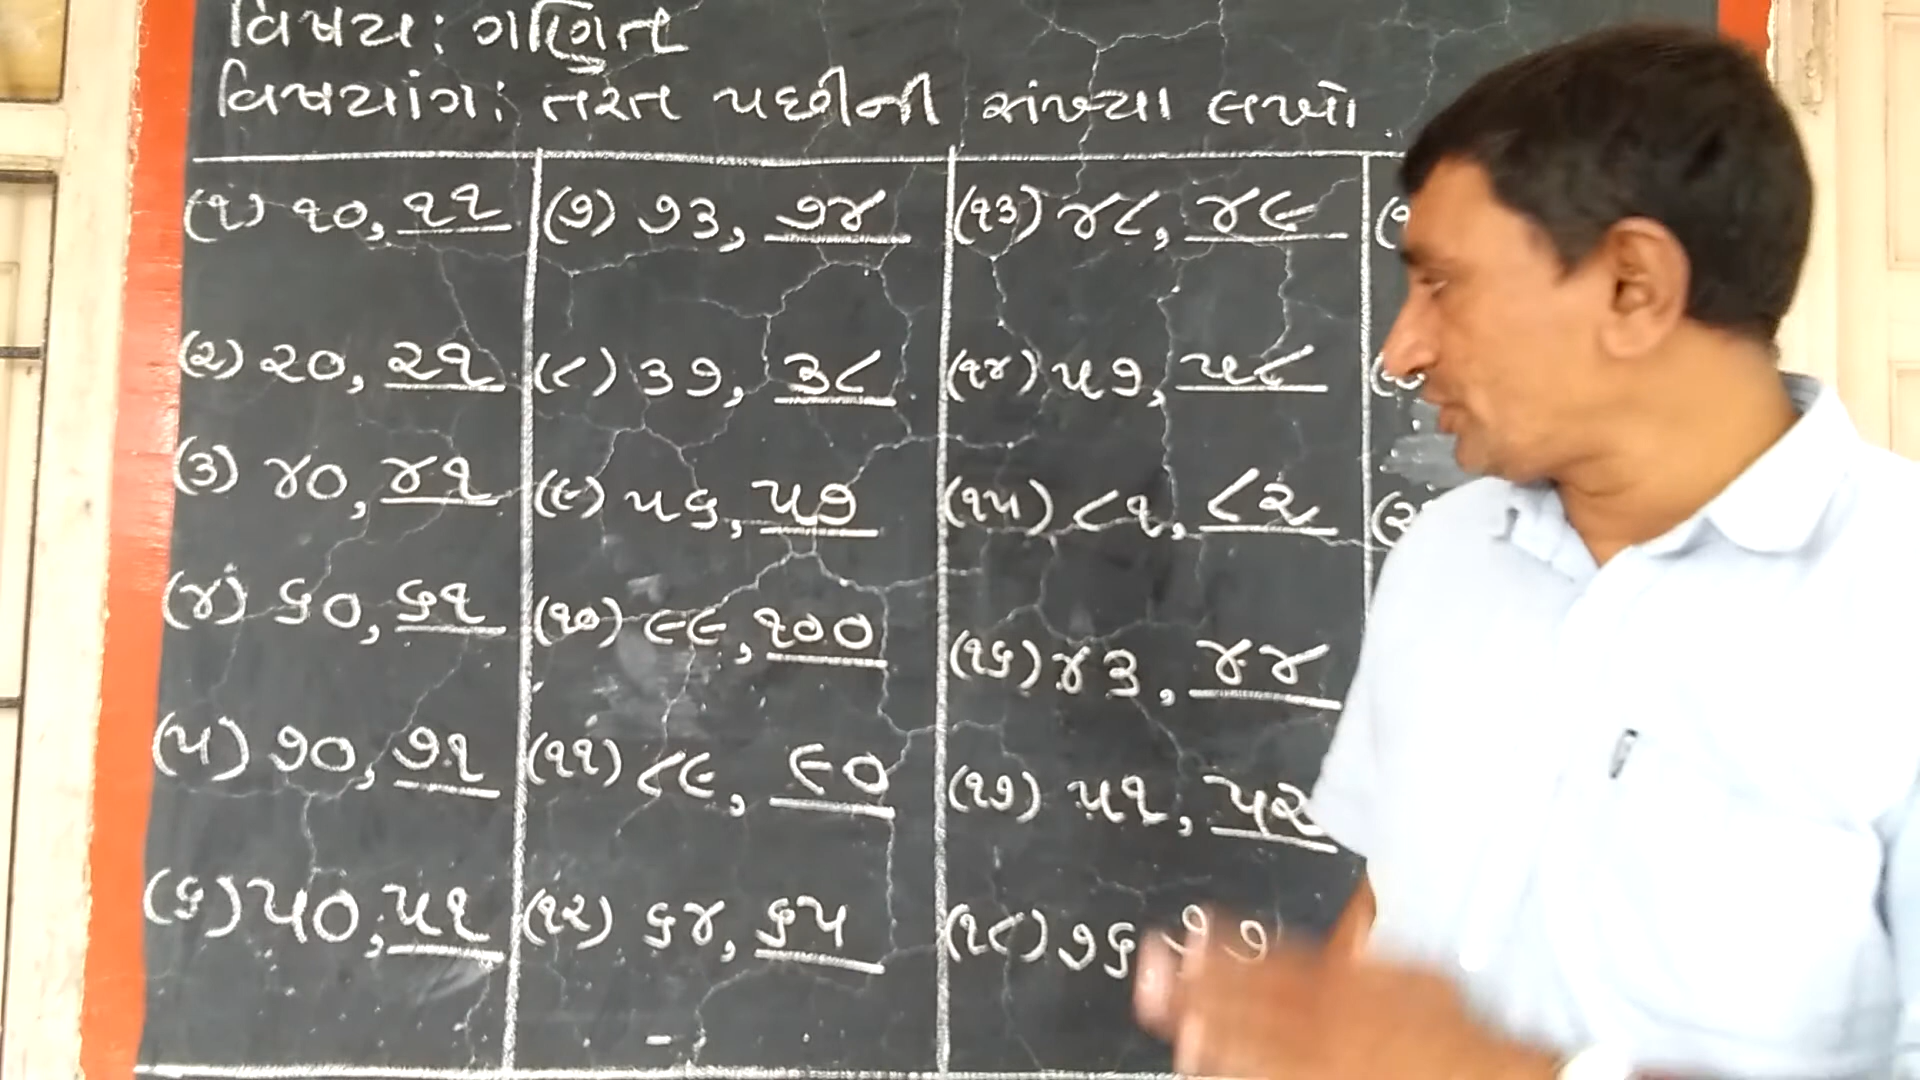 વિષય: ગણિત
વિષયાંગ: તરત પછીની સંખ્યા લખો.
(૧) ૧૦, ૧૧
(૨) ૨૦, ૨૧
(૩) ૪૦, ૪૧
(૪) ૬૦, ૬૧
(૫) ૭૦, ૭૧
(૬) ૫૦, ૫૧
(૭) ૭૩, ૭૪
(૮) ૩૭, ૩૮
(૯) ૫૬, ૫૭
(૧૦) ૯૯, ૧૦૦
(૧૧) ૮૯, ૯૦
(૧૨) ૬૪, ૬૫
(૧૩) ૪૮, ૪૯
(૧૪) ૫૭, ૫૮
(૧૫) ૮૧, ૮૨
(૧૬) ૪૩, ૪૪
(૧૭) ૫૧, ૫૨
(૧૮) ૭૬, ૭૭